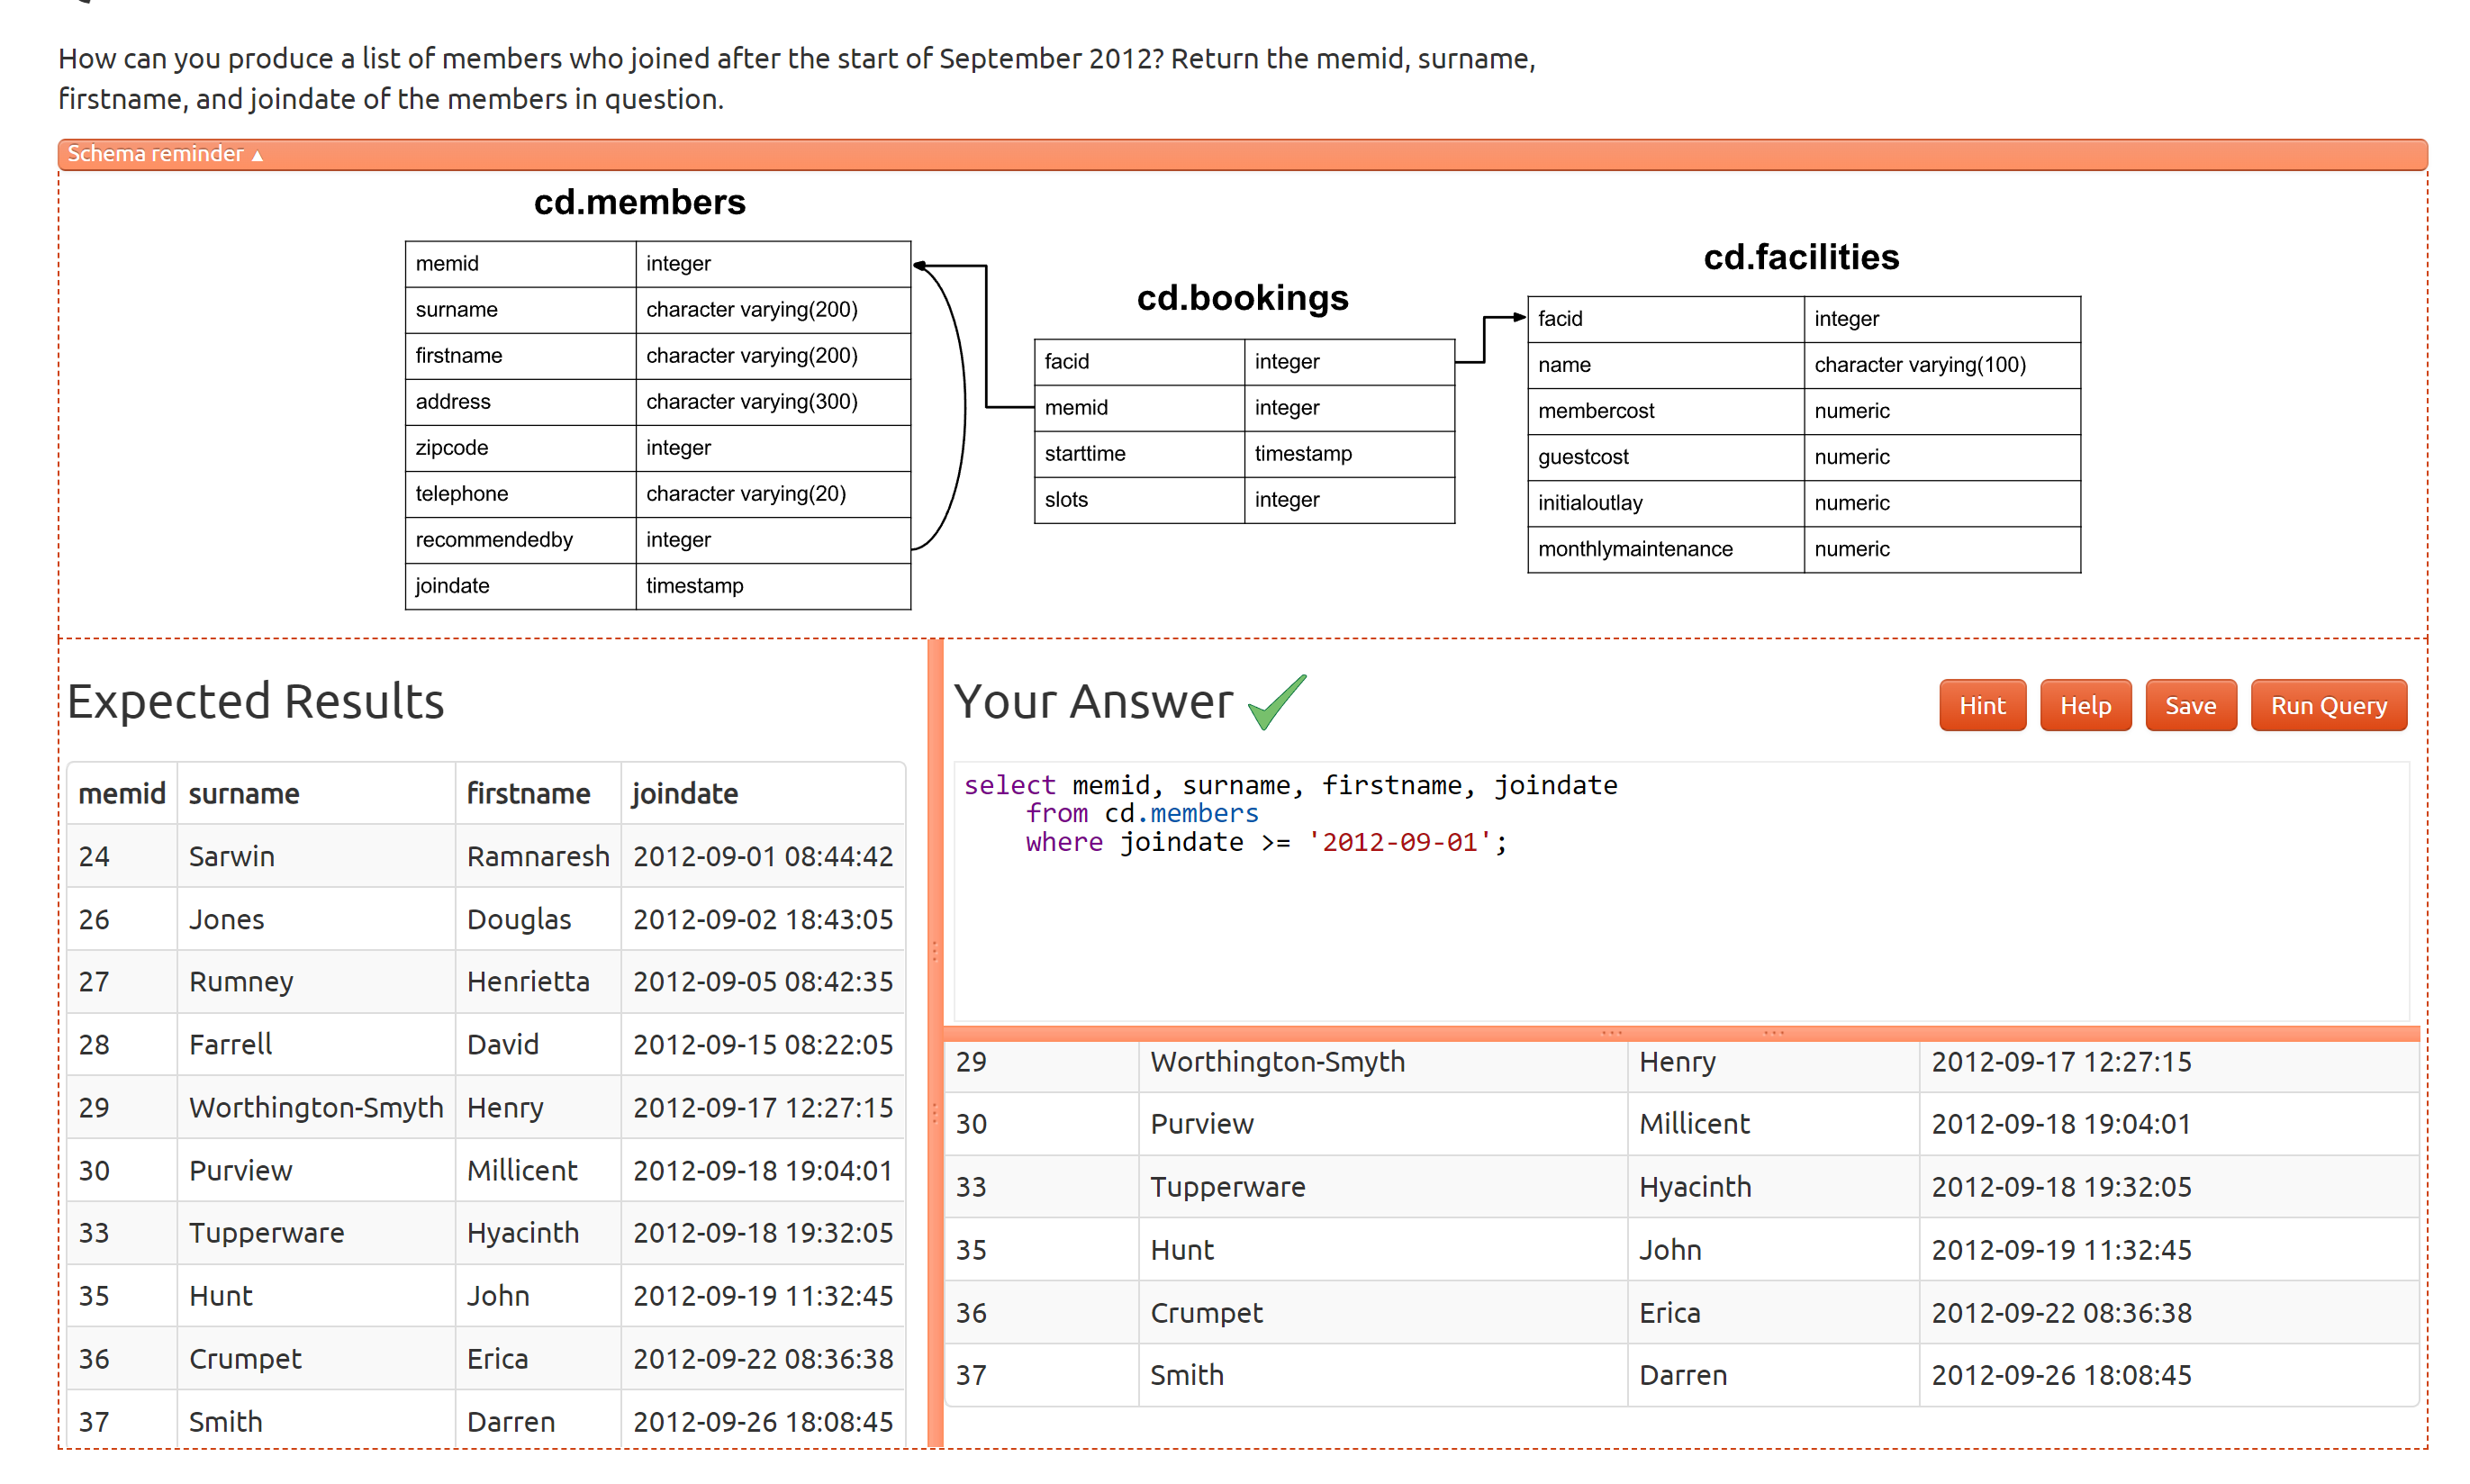 How can you produce a list of members who joined after the start of September 2012? Return the memid, surname,
firstname, and joindate of the members in question.
Schema reminder ▲
cd.members
memid integer
surname character varying(200)
firstname character varying(200)
address character varying(300)
zipcode integer
telephone character varying(20)
recommendedby integer
joindate timestamp
cd.bookings
facid integer
memid integer
starttime timestamp
slots integer
cd.facilities
facid integer
name character varying(100)
membercost numeric
guestcost numeric
initialoutlay numeric
monthlymaintenance numeric
Expected Results
memid surname firstname joindate
24 Sarwin Ramnaresh 2012-09-01 08:44:42
26 Jones Douglas 2012-09-02 18:43:05
27 Rumney Henrietta 2012-09-05 08:42:35
28 Farrell David 2012-09-15 08:22:05
29 Worthington-Smyth Henry 2012-09-17 12:27:15
30 Purview Millicent 2012-09-18 19:04:01
33 Tupperware Hyacinth 2012-09-18 19:32:05
35 Hunt John 2012-09-19 11:32:45
36 Crumpet Erica 2012-09-22 08:36:38
37 Smith Darren 2012-09-26 18:08:45
Your Answer
Hint Help Save Run Query
select memid, surname, firstname, joindate
from cd.members
where joindate >= '2012-09-01';
29 Worthington-Smyth Henry 2012-09-17 12:27:15
30 Purview Millicent 2012-09-18 19:04:01
33 Tupperware Hyacinth 2012-09-18 19:32:05
35 Hunt John 2012-09-19 11:32:45
36 Crumpet Erica 2012-09-22 08:36:38
37 Smith Darren 2012-09-26 18:08:45